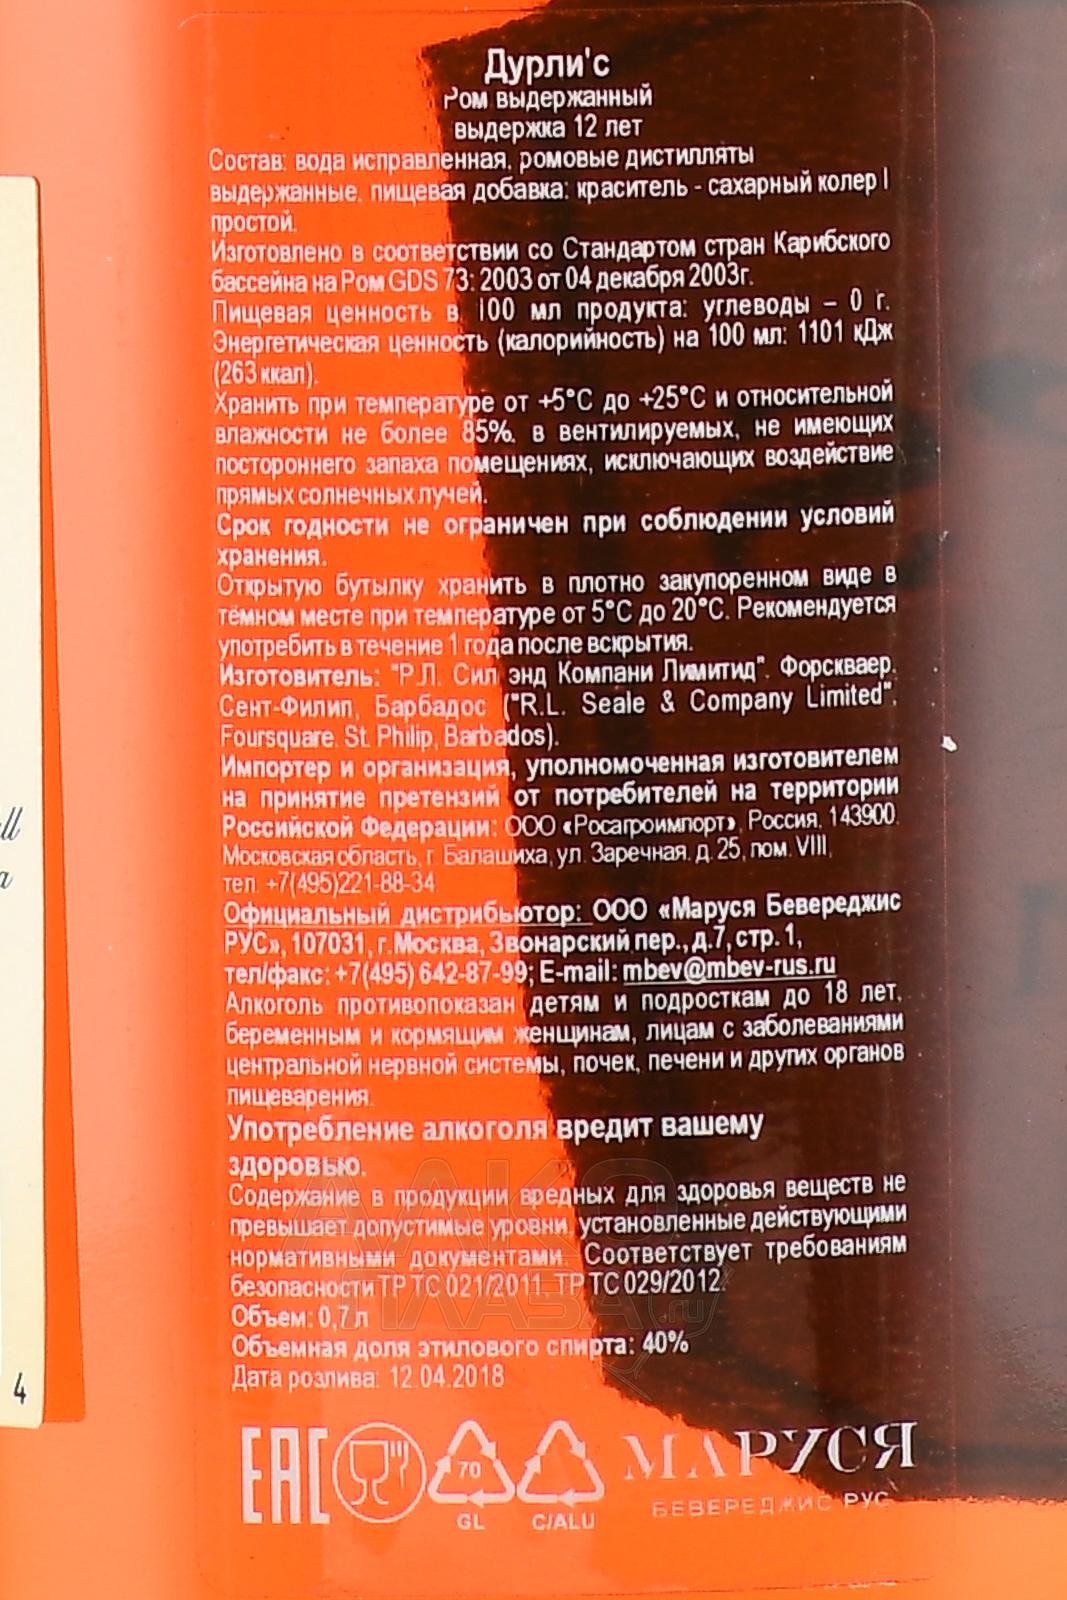 Дурли'с
Ром выдержанный
выдержка 12 лет
Состав: вода исправленная, ромовые дистилляты
выдержанные, пищевая добавка: краситель - сахарный колер I
простой.
Изготовлено в соответствии со Стандартом стран Карибского
бассейна на Ром GDS 73: 2003 от 04 декабря 2003г.
Пищевая ценность в 100 мл продукта: углеводы – 0 г.
Энергетическая ценность (калорийность) на 100 мл: 1101 кДж
(263 ккал).
Хранить при температуре от +5°С до +25°С и относительной
влажности не более 85%, в вентилируемых, не имеющих
постороннего запаха помещениях, исключающих воздействие
прямых солнечных лучей.
Срок годности не ограничен при соблюдении условий
хранения.
Открытую бутылку хранить в плотно закупоренном виде в
тёмном месте при температуре от 5°С до 20°С. Рекомендуется
употребить в течение 1 года после вскрытия.
Изготовитель: "Р.Л. Сил энд Компани Лимитид". Форскваер,
Сент-Филип, Барбадос ("R.L. Seale & Company Limited",
Foursquare, St. Philip, Barbados).
Импортер и организация, уполномоченная изготовителем
на принятие претензий от потребителей на территории
Российской Федерации: ООО «Росагроимпорт», Россия, 143900,
Московская область, г. Балашиха, ул. Заречная, д. 25, пом. VIII,
тел. +7(495)221-88-34
Официальный дистрибьютор: ООО «Маруся Бевереджис
РУС», 107031, г. Москва, Звонарский пер., д.7, стр. 1,
тел/факс: +7(495) 642-87-99; E-mail: mbev@mbev-rus.ru
Алкоголь противопоказан детям и подросткам до 18 лет,
беременным и кормящим женщинам, лицам с заболеваниями
центральной нервной системы, почек, печени и других органов
пищеварения.
Употребление алкоголя вредит вашему
здоровью.
Содержание в продукции вредных для здоровья веществ не
превышает допустимые уровни, установленные действующими
нормативными документами. Соответствует требованиям
безопасности ТР ТС 021/2011, ТР ТС 029/2012.
Объем: 0,7 л
Объемная доля этилового спирта: 40%
Дата розлива: 12.04.2018
EAC
70
GL
C/ALU
МАРУСЯ
БЕВЕРЕДЖИС РУС
4
АЛКО
ПЛАЗА.ru